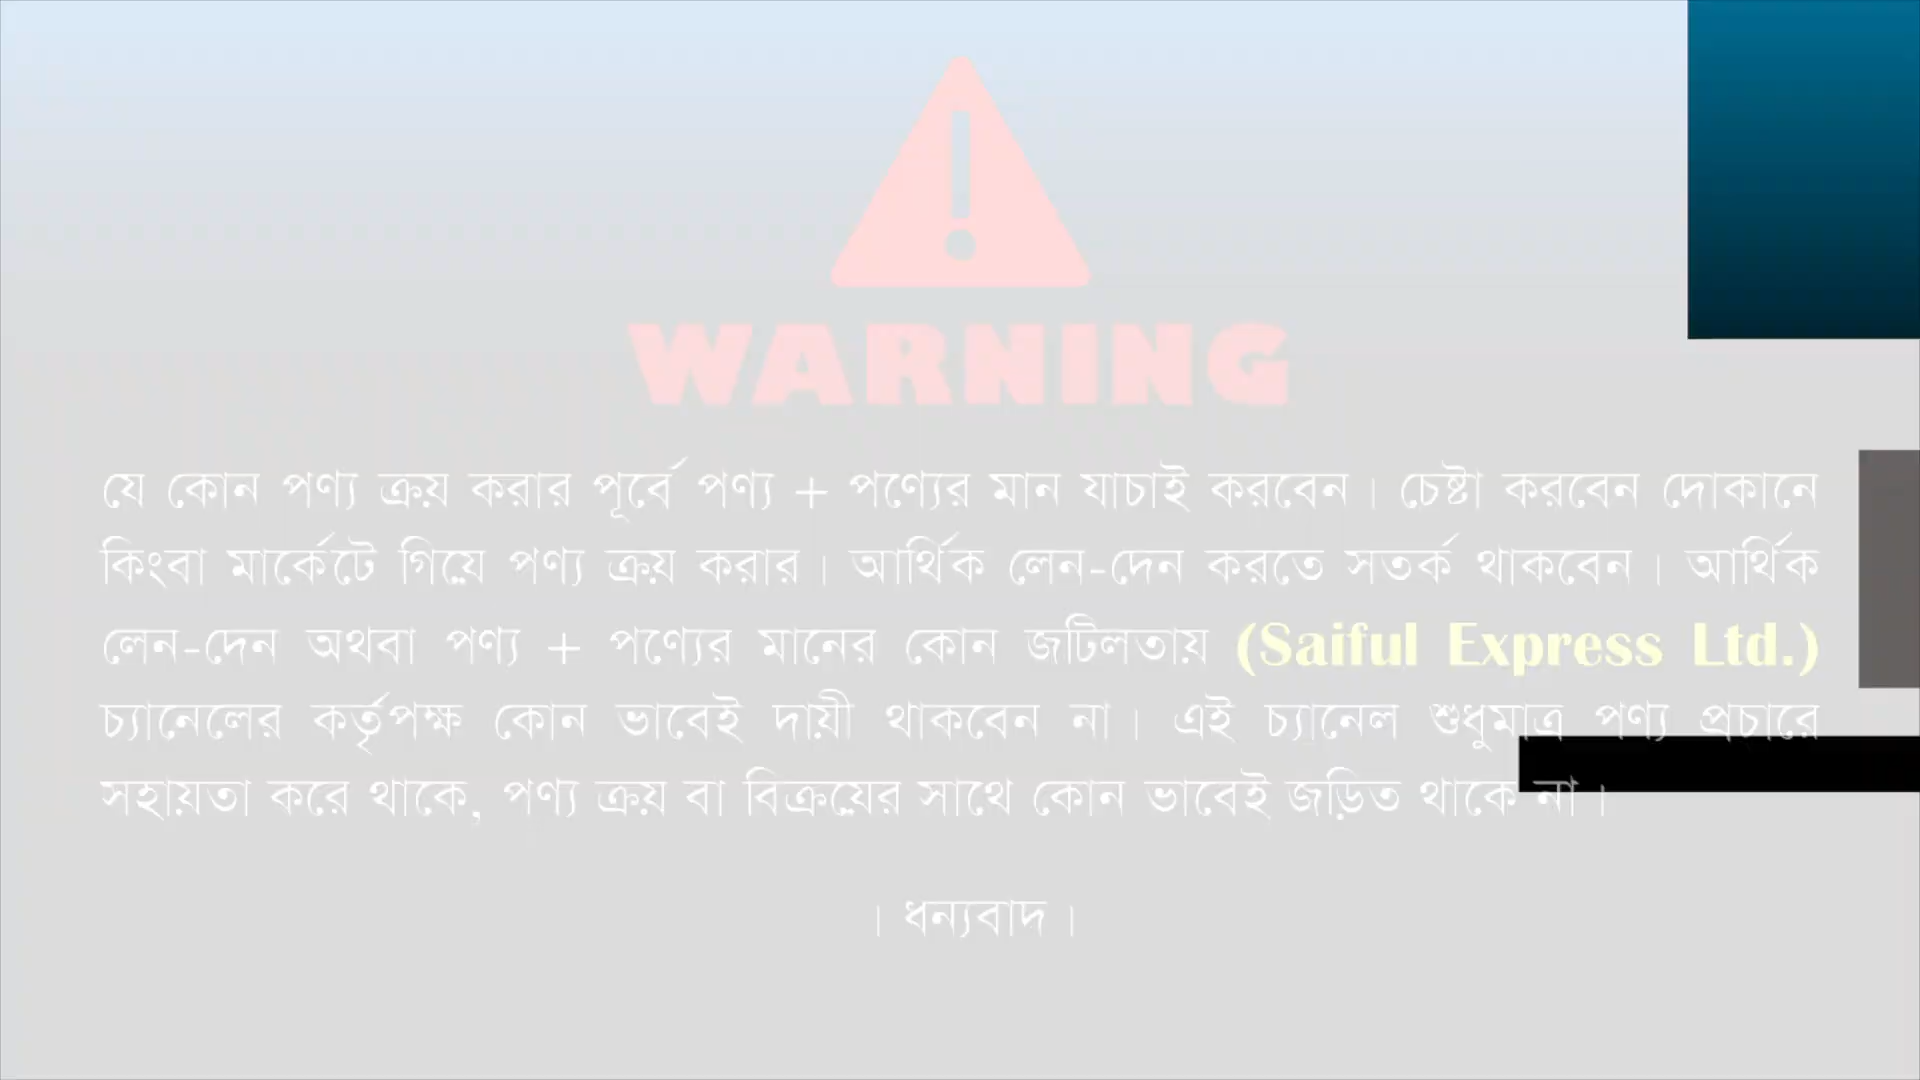 WARNING
যে কোন পণ্য ক্রয় করার পূর্বে পণ্য + পণ্যের মান যাচাই করবেন। চেষ্টা করবেন দোকানে
কিংবা মার্কেটে গিয়ে পণ্য ক্রয় করার। আর্থিক লেন-দেন করতে সতর্ক থাকবেন। আর্থিক
লেন-দেন অথবা পণ্য + পণ্যের মানের কোন জটিলতায় (Saiful Express Ltd.)
চ্যানেলের কর্তৃপক্ষ কোন ভাবেই দায়ী থাকবেন না। এই চ্যানেল শুধুমাত্র পণ্য প্রচারে
সহায়তা করে থাকে, পণ্য ক্রয় বা বিক্রয়ের সাথে কোন ভাবেই জড়িত থাকে না।
। ধন্যবাদ।